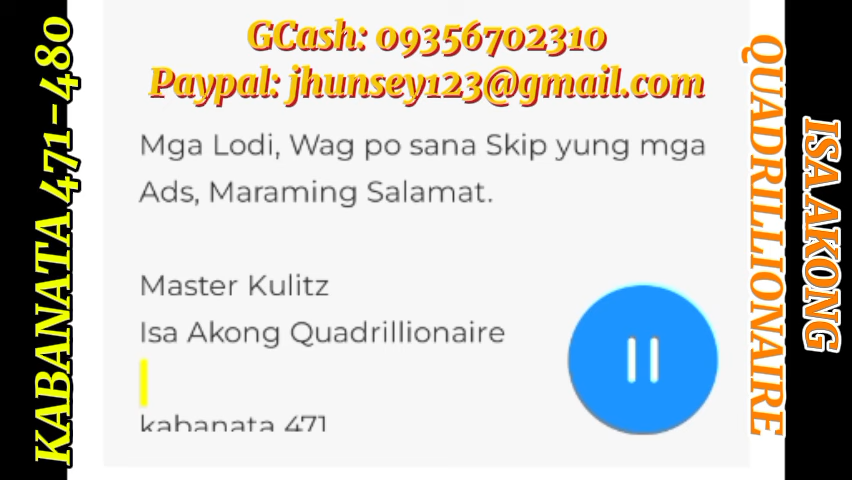 GCash: 09356702310
Paypal: jhunsey123@gmail.com
Mga Lodi, Wag po sana Skip yung mga
Ads, Maraming Salamat.
Master Kulitz
Isa Akong Quadrillionaire
kabanata 471
KABANATA 471-480
ISA AKONG
QUADRILLIONAIRE